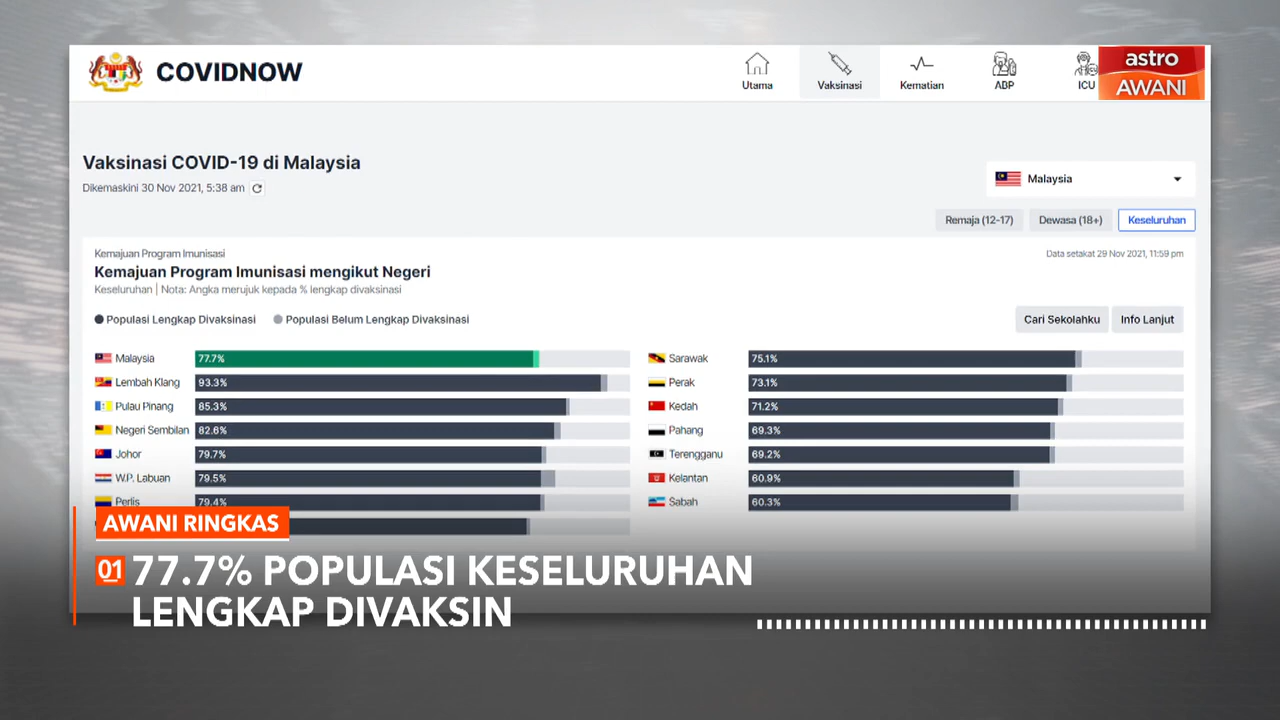 COVIDNOW
Utama
Vaksinasi
Kematian
ABP
ICU
astro
AWANI
Vaksinasi COVID-19 di Malaysia
Dikemaskini 30 Nov 2021, 5:38 am
Malaysia
Remaja (12-17)
Dewasa (18+)
Keseluruhan
Kemajuan Program Imunisasi
Data setakat 29 Nov 2021, 11:59 pm
Kemajuan Program Imunisasi mengikut Negeri
Keseluruhan | Nota: Angka merujuk kepada % lengkap divaksinasi
Populasi Lengkap Divaksinasi
Populasi Belum Lengkap Divaksinasi
Cari Sekolahku
Info Lanjut
Malaysia 77.7%
Lembah Klang 93.3%
Pulau Pinang 85.3%
Negeri Sembilan 82.6%
Johor 79.7%
W.P. Labuan 79.5%
Perlis 79.4%
Sarawak 75.1%
Perak 73.1%
Kedah 71.2%
Pahang 69.3%
Terengganu 69.2%
Kelantan 60.9%
Sabah 60.3%
AWANI RINGKAS
01 77.7% POPULASI KESELURUHAN
LENGKAP DIVAKSIN